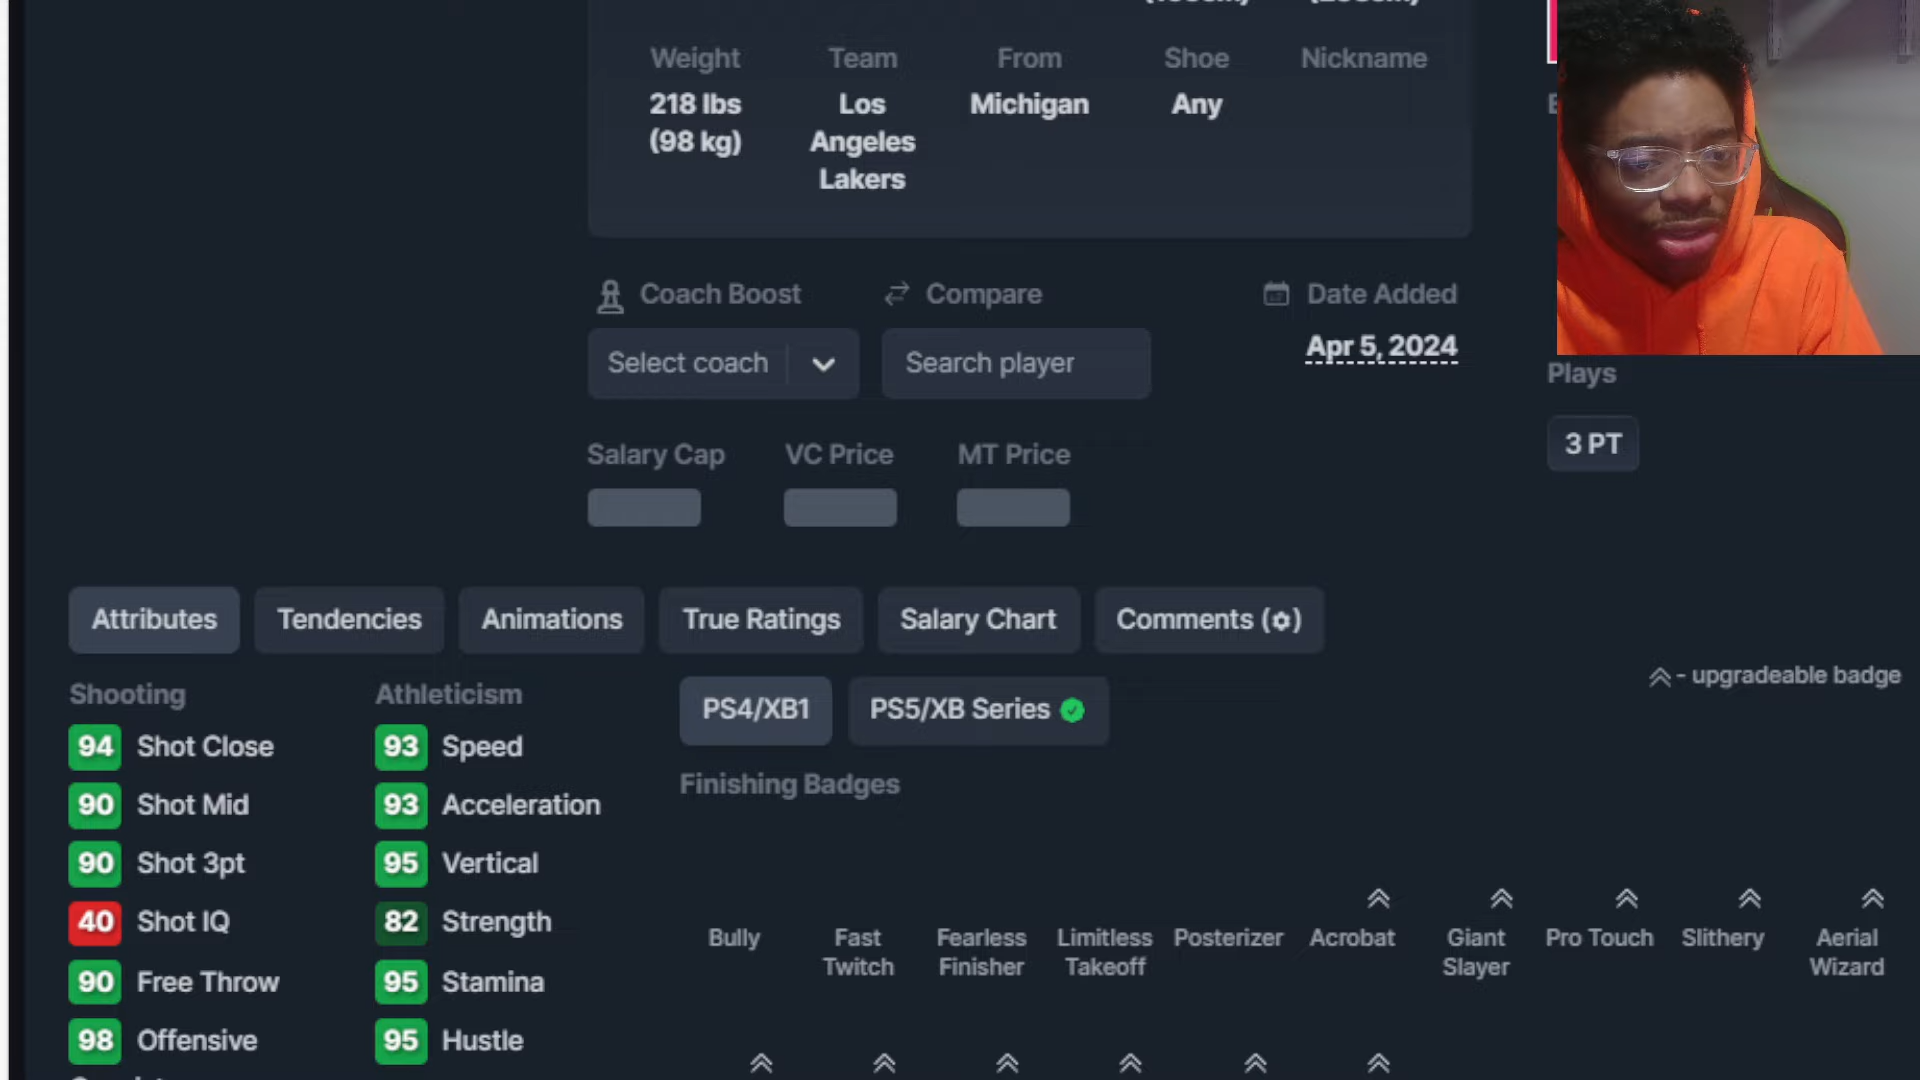 Weight Team From Shoe Nickname
218 lbs Los Michigan Any
(98 kg) Angeles
Lakers
Coach Boost Compare Date Added
Select coach Search player Apr 5, 2024
Plays
3 PT
Salary Cap VC Price MT Price
Attributes Tendencies Animations True Ratings Salary Chart Comments
- upgradeable badge
Shooting Athleticism PS4/XB1 PS5/XB Series
94 Shot Close 93 Speed
Finishing Badges
90 Shot Mid 93 Acceleration
90 Shot 3pt 95 Vertical
40 Shot IQ 82 Strength
Bully Fast Fearless Limitless Posterizer Acrobat Giant Pro Touch Slithery Aerial
Twitch Finisher Takeoff Slayer Wizard
90 Free Throw 95 Stamina
98 Offensive 95 Hustle